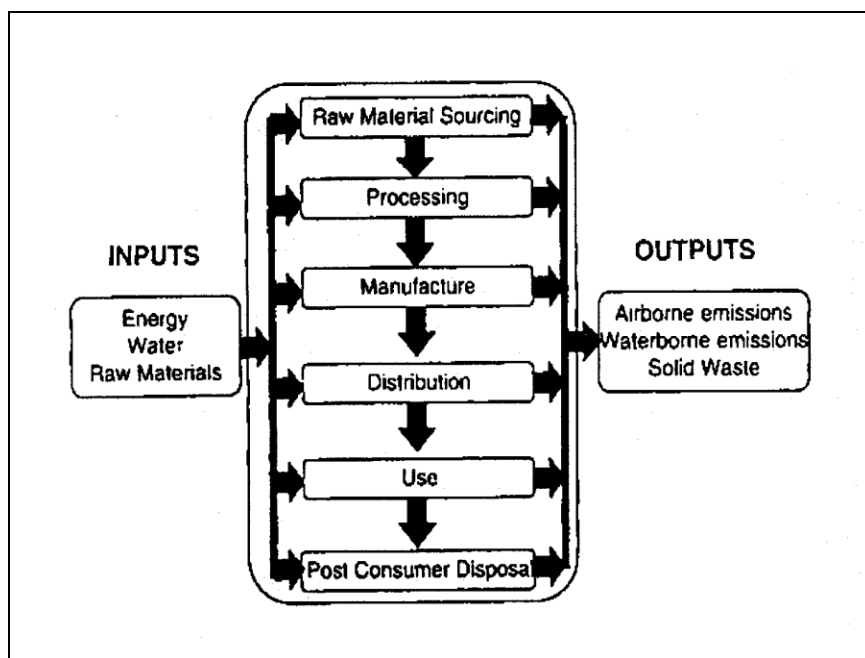 Raw Material Sourcing
Processing
INPUTS
OUTPUTS
Manufacture
Energy
Water
Raw Materials
Airborne emissions
Waterborne emissions
Solid Waste
Distribution
Use
Post Consumer Disposal